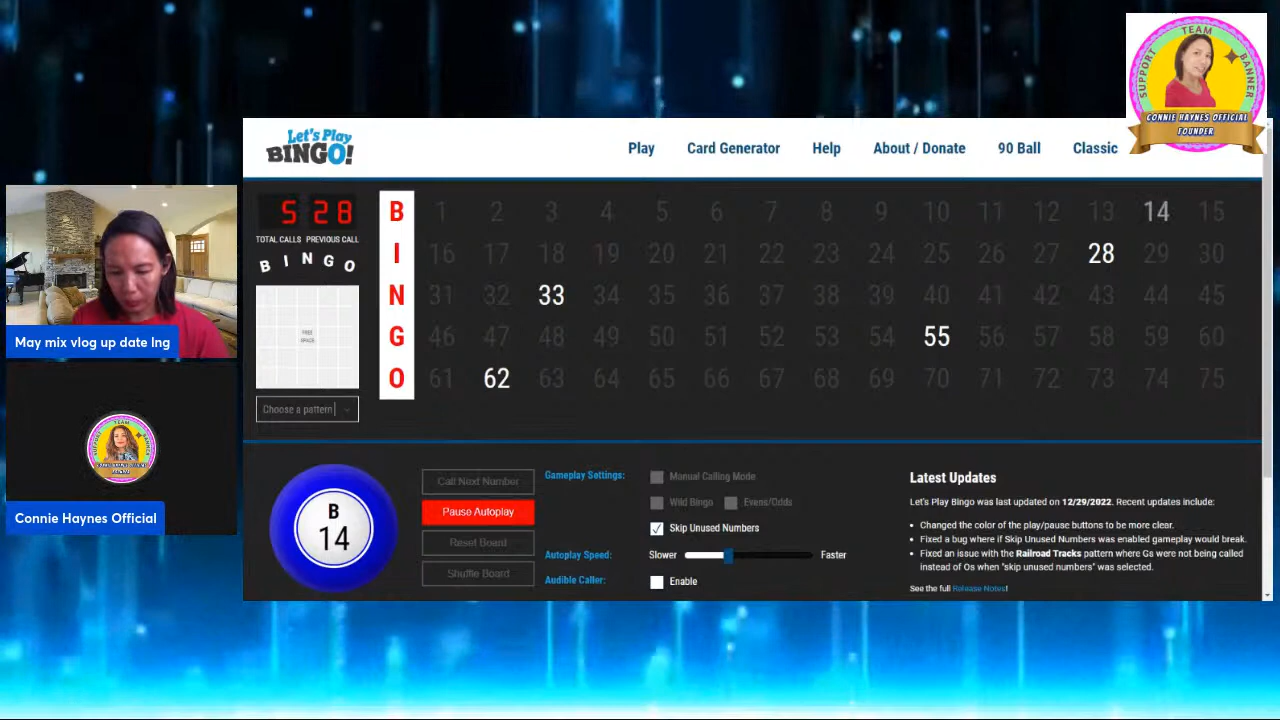 SUPPORT TEAM BANNER
CONNIE HAYNES OFFICIAL
FOUNDER
Let's Play
BINGO!
Play
Card Generator
Help
About / Donate
90 Ball
Classic
5 28
TOTAL CALLS PREVIOUS CALL
BINGO
FREE
SPACE
Choose a pattern
B 1 2 3 4 5 6 7 8 9 10 11 12 13 14 15
I 16 17 18 19 20 21 22 23 24 25 26 27 28 29 30
N 31 32 33 34 35 36 37 38 39 40 41 42 43 44 45
G 46 47 48 49 50 51 52 53 54 55 56 57 58 59 60
O 61 62 63 64 65 66 67 68 69 70 71 72 73 74 75
May mix vlog up date lng
SUPPORT TEAM BANNER
Connie Haynes Official
B
14
Call Next Number
Pause Autoplay
Reset Board
Shuffle Board
Gameplay Settings:
Manual Calling Mode
Wild Bingo
Evens/Odds
Skip Unused Numbers
Autoplay Speed:
Slower
Faster
Audible Caller:
Enable
Latest Updates
Let's Play Bingo was last updated on 12/29/2022. Recent updates include:
Changed the color of the play/pause buttons to be more clear.
Fixed a bug where if Skip Unused Numbers was enabled gameplay would break.
Fixed an issue with the Railroad Tracks pattern where Gs were not being called
instead of Os when "skip unused numbers" was selected.
See the full Release Notes!